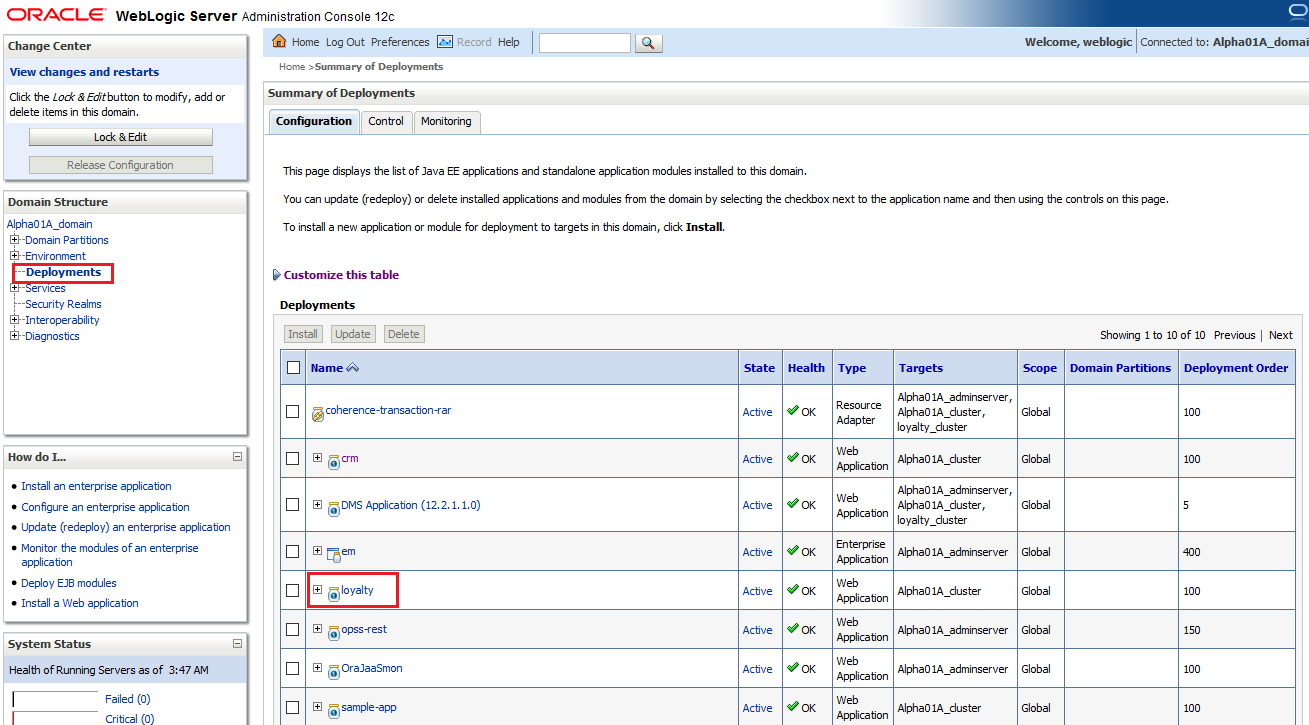 ORACLE WebLogic Server Administration Console 12c
Change Center
View changes and restarts
Click the Lock & Edit button to modify, add or
delete items in this domain.
Lock & Edit
Release Configuration
Domain Structure
Alpha01A_domain
Domain Partitions
Environment
Deployments
Services
Security Realms
Interoperability
Diagnostics
How do I...
Install an enterprise application
Configure an enterprise application
Update (redeploy) an enterprise application
Monitor the modules of an enterprise
application
Deploy EJB modules
Install a Web application
System Status
Health of Running Servers as of 3:47 AM
Failed (0)
Critical (0)
Home Log Out Preferences Record Help
Welcome, weblogic Connected to: Alpha01A_domai
Home >Summary of Deployments
Summary of Deployments
Configuration Control Monitoring
This page displays the list of Java EE applications and standalone application modules installed to this domain.
You can update (redeploy) or delete installed applications and modules from the domain by selecting the checkbox next to the application name and then using the controls on this page.
To install a new application or module for deployment to targets in this domain, click Install.
Customize this table
Deployments
Install Update Delete Showing 1 to 10 of 10 Previous | Next
Name State Health Type Targets Scope Domain Partitions Deployment Order
coherence-transaction-rar Active OK Resource Adapter Alpha01A_adminserver, Alpha01A_cluster, loyalty_cluster Global 100
crm Active OK Web Application Alpha01A_cluster Global 100
DMS Application (12.2.1.1.0) Active OK Web Application Alpha01A_adminserver, Alpha01A_cluster, loyalty_cluster Global 5
em Active OK Enterprise Application Alpha01A_adminserver Global 400
loyalty Active OK Web Application Alpha01A_cluster Global 100
opss-rest Active OK Web Application Alpha01A_adminserver Global 150
OraJaaSmon Active OK Web Application Alpha01A_adminserver Global 100
sample-app Active OK Web Application Alpha01A_cluster Global 100